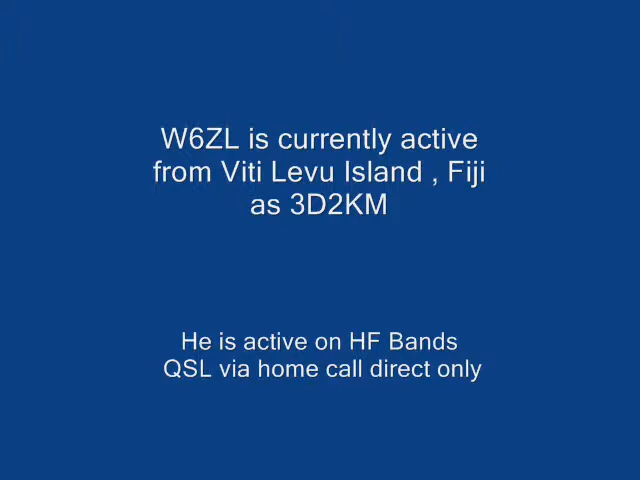 W6ZL is currently active
from Viti Levu Island , Fiji
as 3D2KM
He is active on HF Bands
QSL via home call direct only